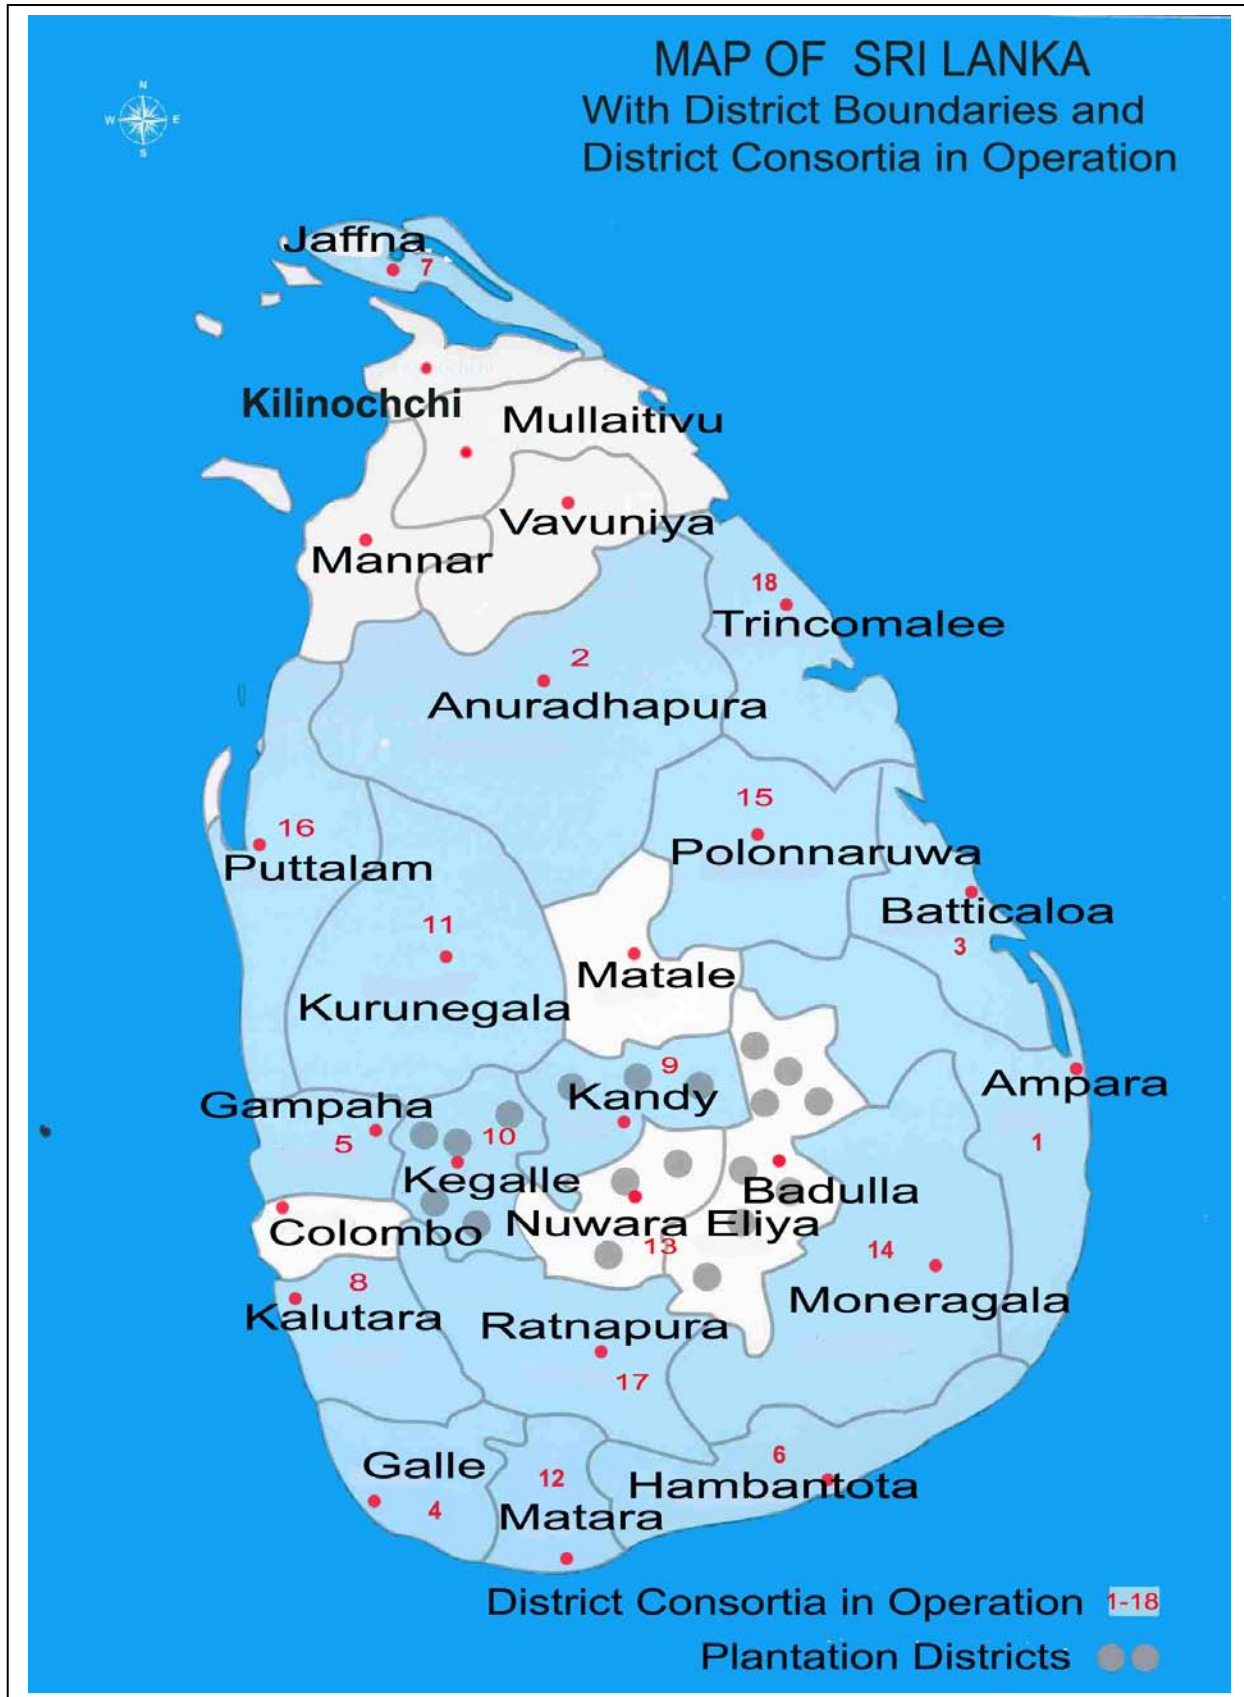 MAP OF SRI LANKA
With District Boundaries and
District Consortia in Operation
N
W E
S
Jaffna
7
Kilinochchi
Mullaitivu
Vavuniya
Mannar
18
Trincomalee
2
Anuradhapura
15
Polonnaruwa
16
Puttalam
11
Kurunegala
Batticaloa
3
Matale
9
Kandy
Ampara
1
Gampaha
5
10
Kegalle
Badulla
Nuwara Eliya
13
Colombo
14
Moneragala
8
Kalutara
Ratnapura
17
6
Hambantota
Galle
4
12
Matara
District Consortia in Operation 1-18
Plantation Districts